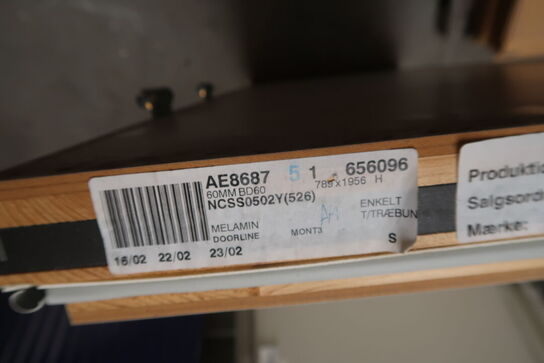 AE8687 5 1 656096
60MM BD60 789x1956 H
NCSS0502Y(526)
MELAMIN ENKELT
DOORLINE MONT3 T/TRÆBUN
16/02 22/02 23/02 S
Produktio
Salgsord
Mærke: